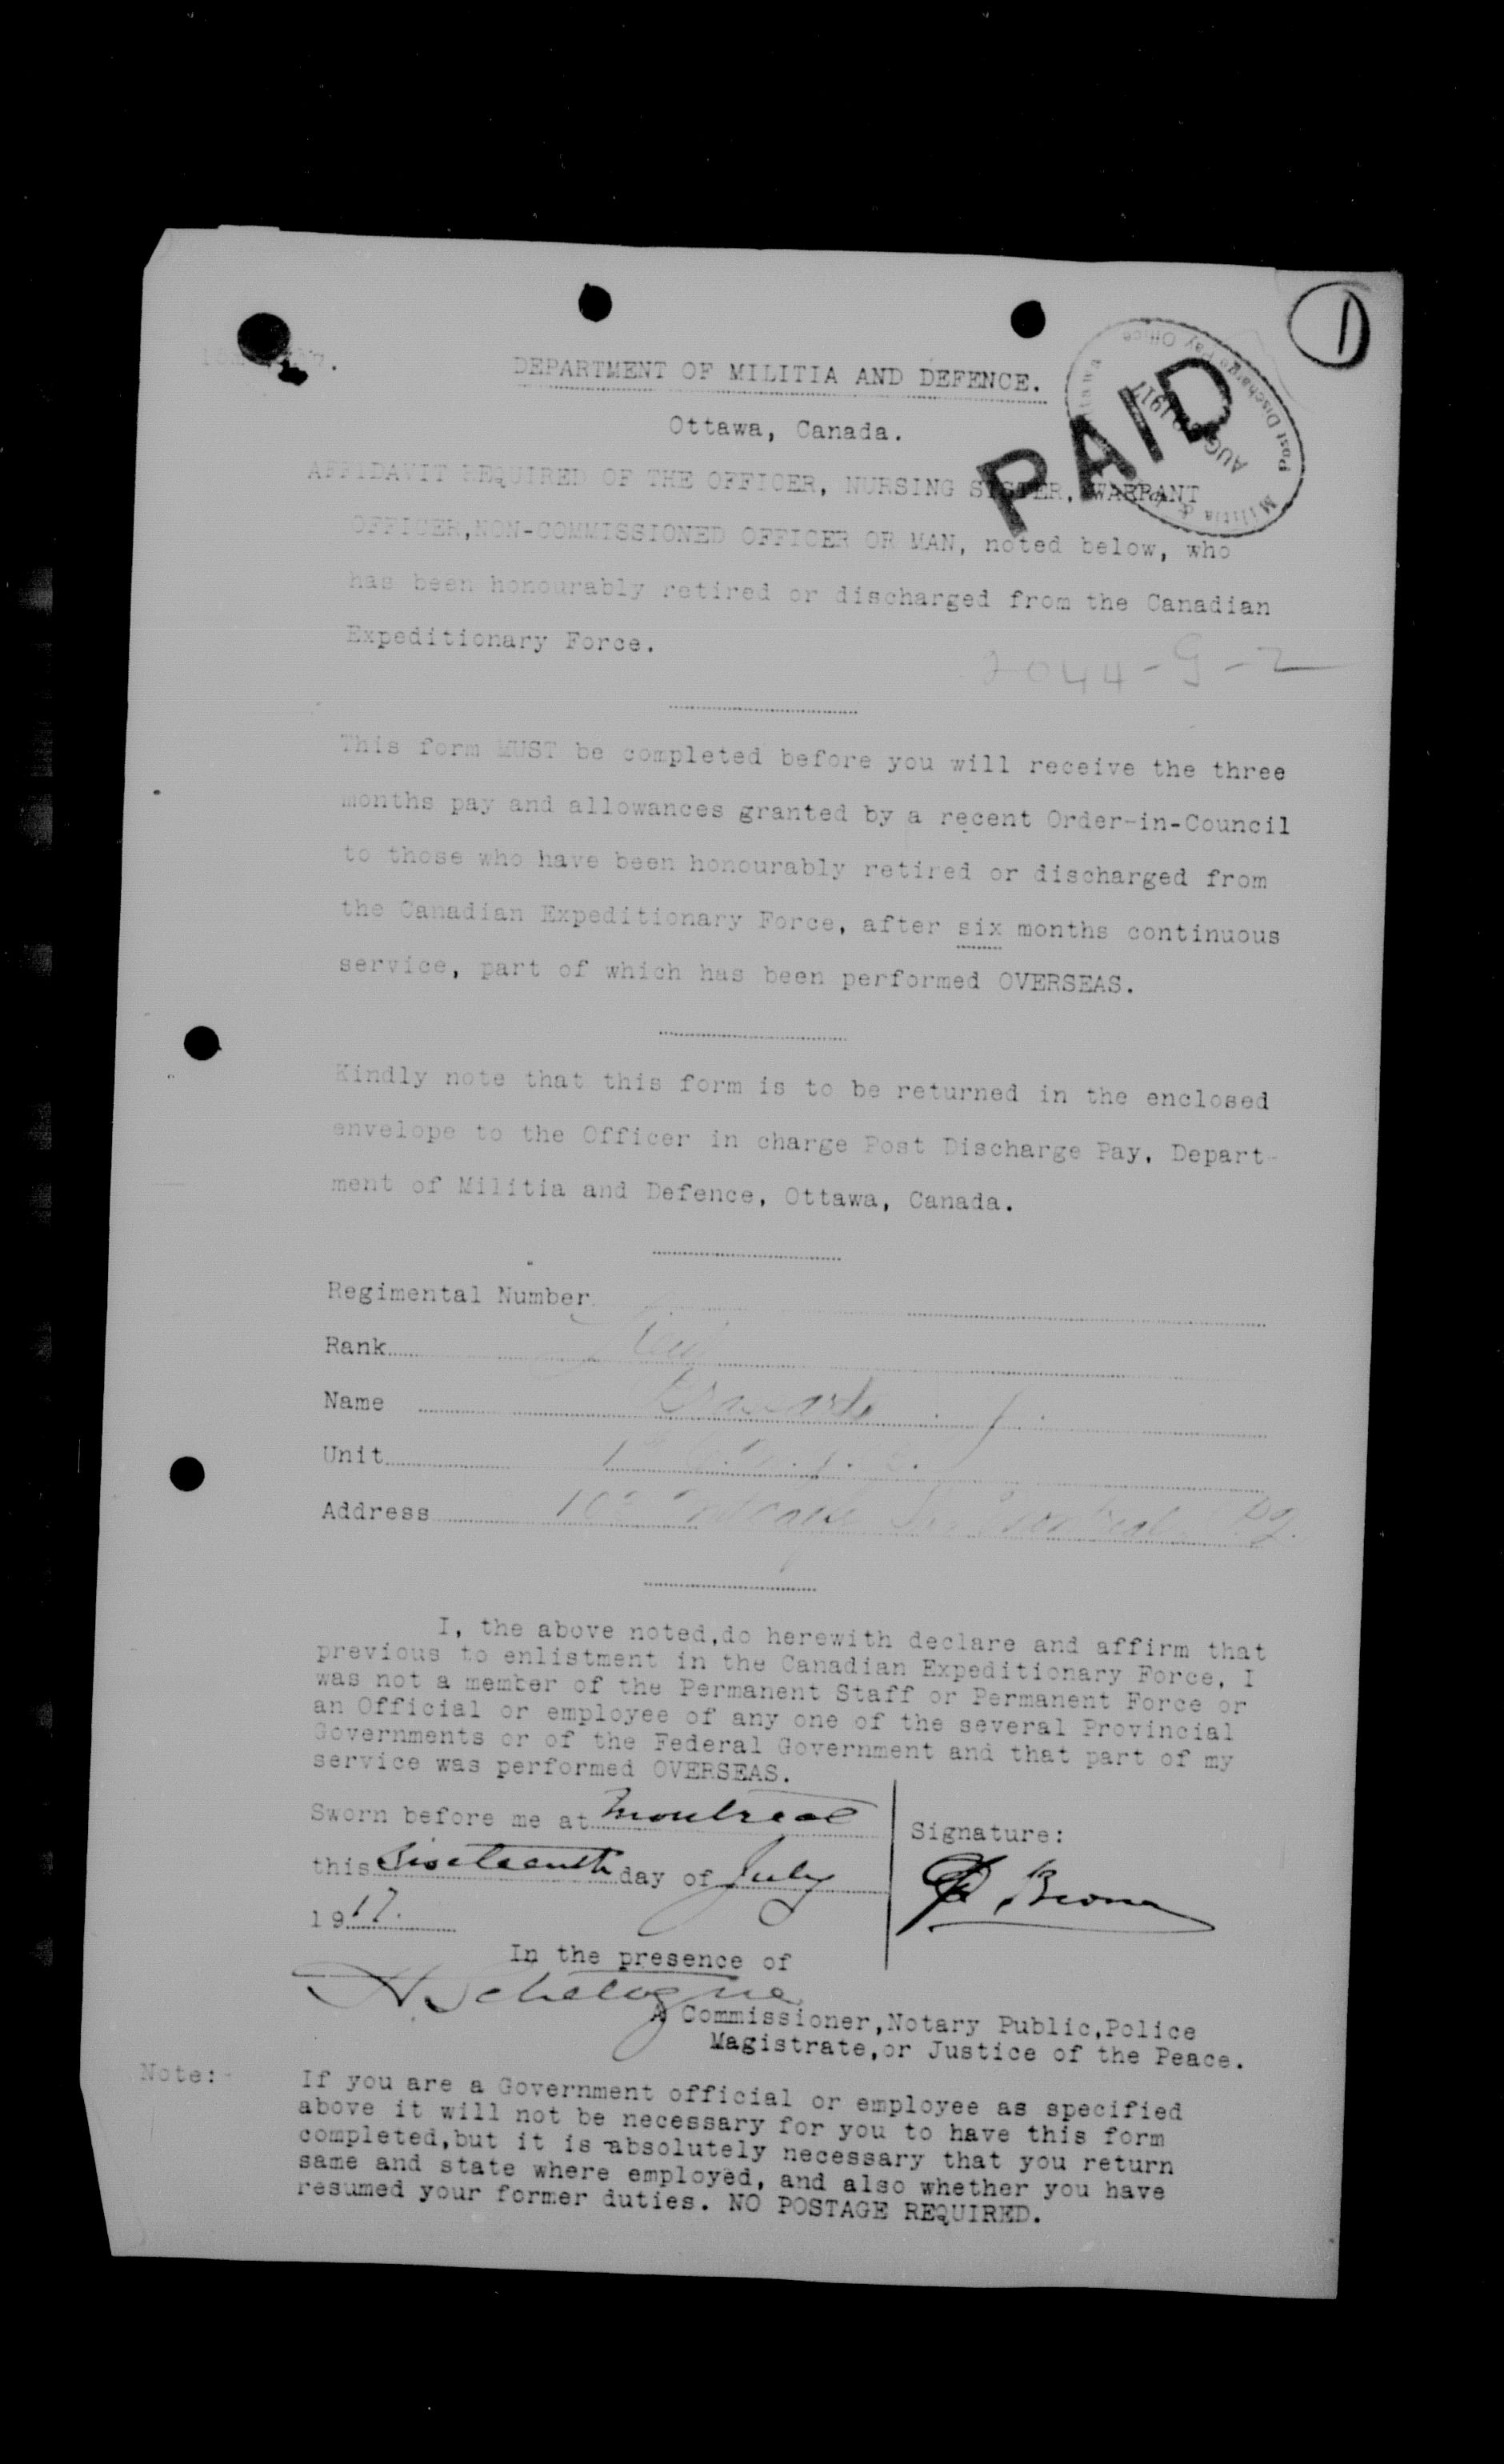 1
DEPARTMENT OF MILITIA AND DEFENCE.
Ottawa, Canada.
PAID
Post Discharge Pay Office
Militia &
AUG 1917
AFFIDAVIT REQUIRED OF THE OFFICER, NURSING SISTER, WARRANT
OFFICER,NON-COMMISSIONED OFFICER OR MAN, noted below, who
has been honourably retired or discharged from the Canadian
Expeditionary Force.
2044-G-2
This form MUST be completed before you will receive the three
months pay and allowances granted by a recent Order-in-Council
to those who have been honourably retired or discharged from
the Canadian Expeditionary Force, after six months continuous
service, part of which has been performed OVERSEAS.
Kindly note that this form is to be returned in the enclosed
envelope to the Officer in charge Post Discharge Pay, Depart-
ment of Militia and Defence, Ottawa, Canada.
Regimental Number
Rank
Name
Unit
Address
I, the above noted,do herewith declare and affirm that
previous to enlistment in the Canadian Expeditionary Force, I
was not a member of the Permanent Staff or Permanent Force or
an Official or employee of any one of the several Provincial
Governments or of the Federal Government and that part of my
service was performed OVERSEAS.
Sworn before me at Montreal
this Sixteenth day of July
1917.
Signature:
In the presence of
A Commissioner,Notary Public,Police
Magistrate,or Justice of the Peace.
Note:- If you are a Government official or employee as specified
above it will not be necessary for you to have this form
completed,but it is absolutely necessary that you return
same and state where employed, and also whether you have
resumed your former duties. NO POSTAGE REQUIRED.